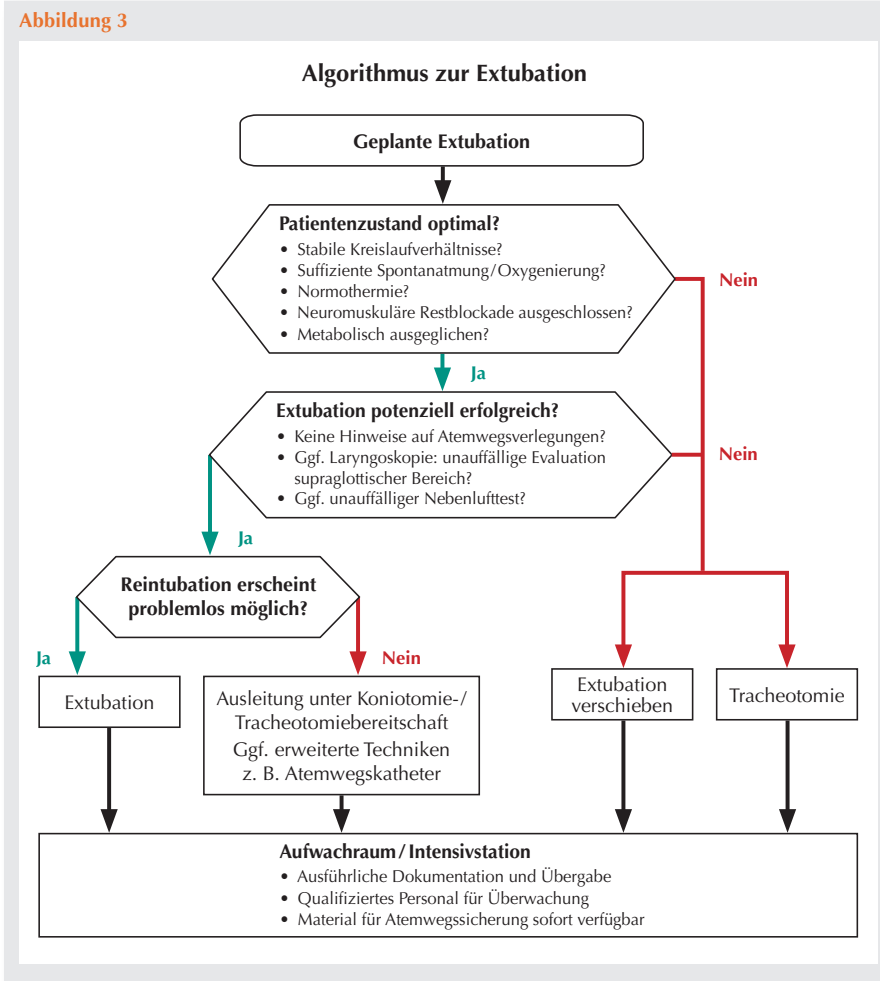 Abbildung 3
Algorithmus zur Extubation
Geplante Extubation
Patientenzustand optimal?
• Stabile Kreislaufverhältnisse?
• Suffiziente Spontanatmung/Oxygenierung?
• Normothermie?
• Neuromuskuläre Restblockade ausgeschlossen?
• Metabolisch ausgeglichen?
Nein
Ja
Extubation potenziell erfolgreich?
• Keine Hinweise auf Atemwegsverlegungen?
• Ggf. Laryngoskopie: unauffällige Evaluation
supraglottischer Bereich?
• Ggf. unauffälliger Nebenlufttest?
Nein
Ja
Reintubation erscheint
problemlos möglich?
Ja
Nein
Extubation
Ausleitung unter Koniotomie-/
Tracheotomiebereitschaft
Ggf. erweiterte Techniken
z. B. Atemwegskatheter
Extubation
verschieben
Tracheotomie
Aufwachraum/Intensivstation
• Ausführliche Dokumentation und Übergabe
• Qualifiziertes Personal für Überwachung
• Material für Atemwegssicherung sofort verfügbar